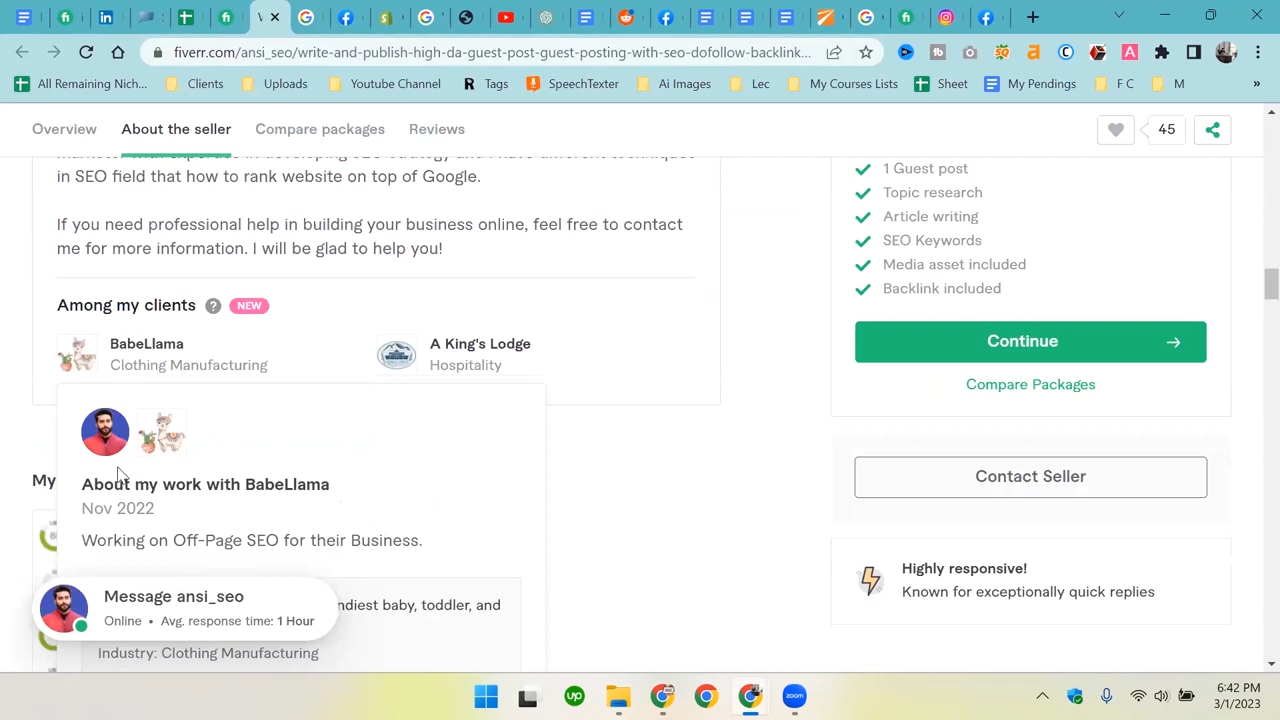 W
fiverr.com/ansi_seo/write-and-publish-high-da-guest-post-guest-posting-with-seo-dofollow-backlink...
All Remaining Nich...
Clients
Uploads
Youtube Channel
R Tags
SpeechTexter
Ai Images
Lec
My Courses Lists
Sheet
My Pendings
F C
M
»
Overview
About the seller
Compare packages
Reviews
45
in SEO field that how to rank website on top of Google.
If you need professional help in building your business online, feel free to contact
me for more information. I will be glad to help you!
Among my clients ? NEW
BabeLlama
Clothing Manufacturing
A King's Lodge
Hospitality
My
About my work with BabeLlama
Nov 2022
Working on Off-Page SEO for their Business.
ndiest baby, toddler, and
Industry: Clothing Manufacturing
Message ansi_seo
Online • Avg. response time: 1 Hour
1 Guest post
Topic research
Article writing
SEO Keywords
Media asset included
Backlink included
Continue →
Compare Packages
Contact Seller
Highly responsive!
Known for exceptionally quick replies
up
zoom
6:42 PM
3/1/2023